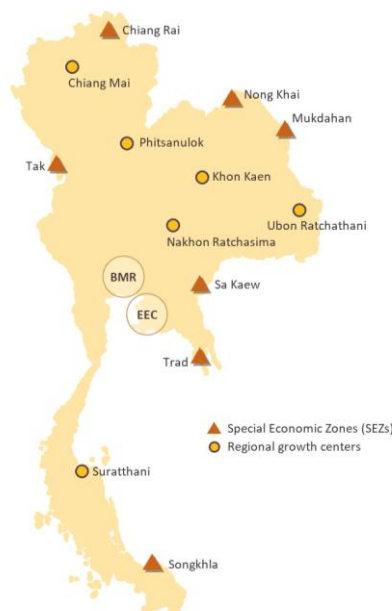 Chiang Rai
Chiang Mai
Nong Khai
Mukdahan
Phitsanulok
Tak
Khon Kaen
Ubon Ratchathani
Nakhon Ratchasima
BMR
Sa Kaew
EEC
Trad
Special Economic Zones (SEZs)
Regional growth centers
Suratthani
Songkhla